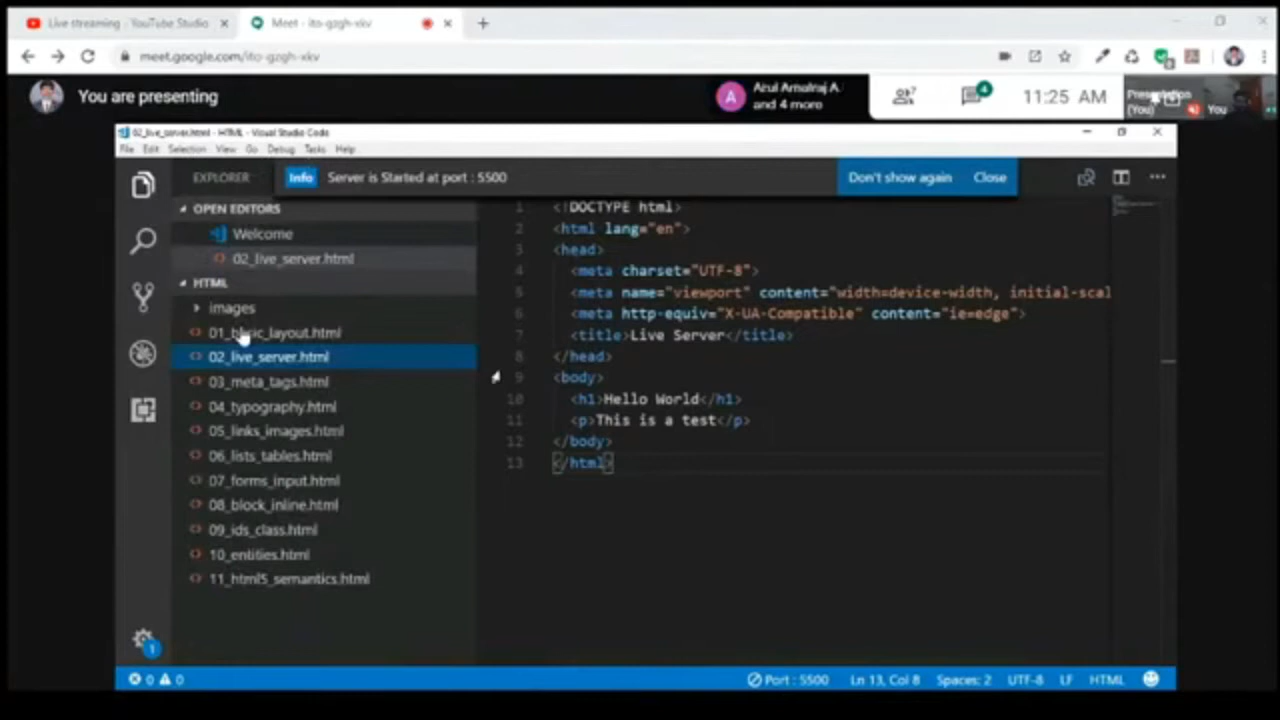 Live streaming - YouTube Studio
Meet - ito-gzgh-xkv
meet.google.com/ito-gzgh-xkv
You are presenting
A
Arul Amalraj A
and 4 more
7
4
11:25 AM
Presentation
(You)
You
02_live_server.html - HTML - Visual Studio Code
File Edit Selection View Go Debug Tasks Help
EXPLORER
Info
Server is Started at port : 5500
Don't show again
Close
OPEN EDITORS
Welcome
02_live_server.html
HTML
images
01_basic_layout.html
02_live_server.html
03_meta_tags.html
04_typography.html
05_links_images.html
06_lists_tables.html
07_forms_input.html
08_block_inline.html
09_ids_class.html
10_entities.html
11_html5_semantics.html
1 <!DOCTYPE html>
2 <html lang="en">
3 <head>
4 <meta charset="UTF-8">
5 <meta name="viewport" content="width=device-width, initial-scal
6 <meta http-equiv="X-UA-Compatible" content="ie=edge">
7 <title>Live Server</title>
8 </head>
9 <body>
10 <h1>Hello World</h1>
11 <p>This is a test</p>
12 </body>
13 </html>
1
0 0
Port : 5500
Ln 13, Col 8
Spaces: 2
UTF-8
LF
HTML